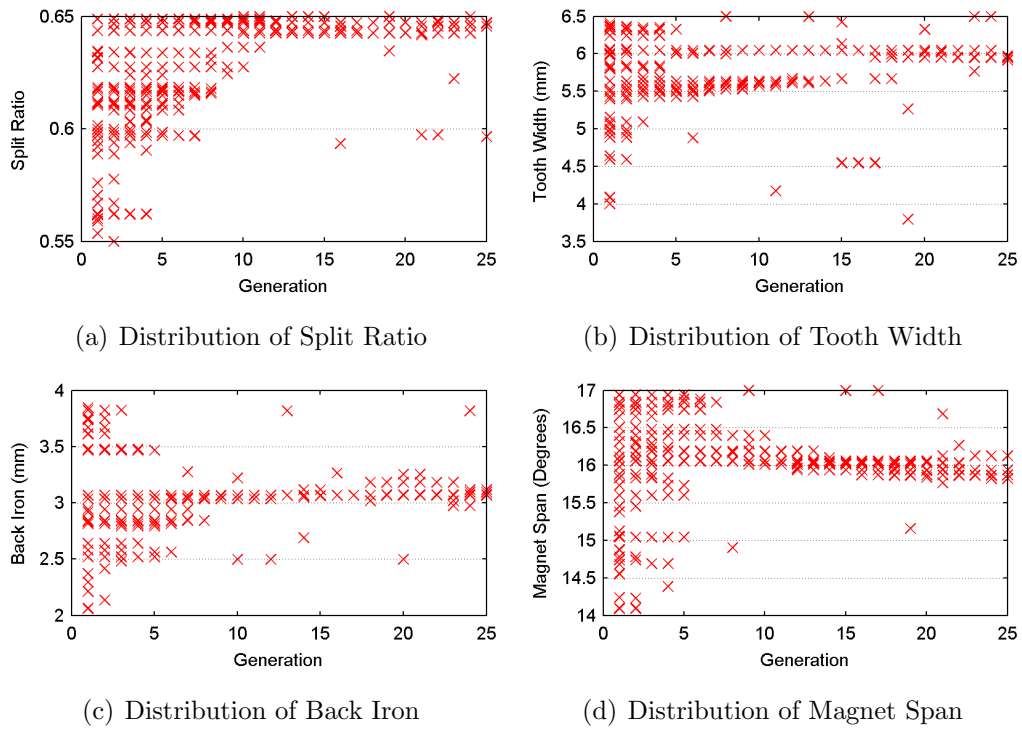 0.65
0.6
0.55
Split Ratio
0 5 10 15 20 25
Generation
(a) Distribution of Split Ratio
6.5
6
5.5
5
4.5
4
3.5
Tooth Width (mm)
0 5 10 15 20 25
Generation
(b) Distribution of Tooth Width
4
3.5
3
2.5
2
Back Iron (mm)
0 5 10 15 20 25
Generation
(c) Distribution of Back Iron
17
16.5
16
15.5
15
14.5
14
Magnet Span (Degrees)
0 5 10 15 20 25
Generation
(d) Distribution of Magnet Span